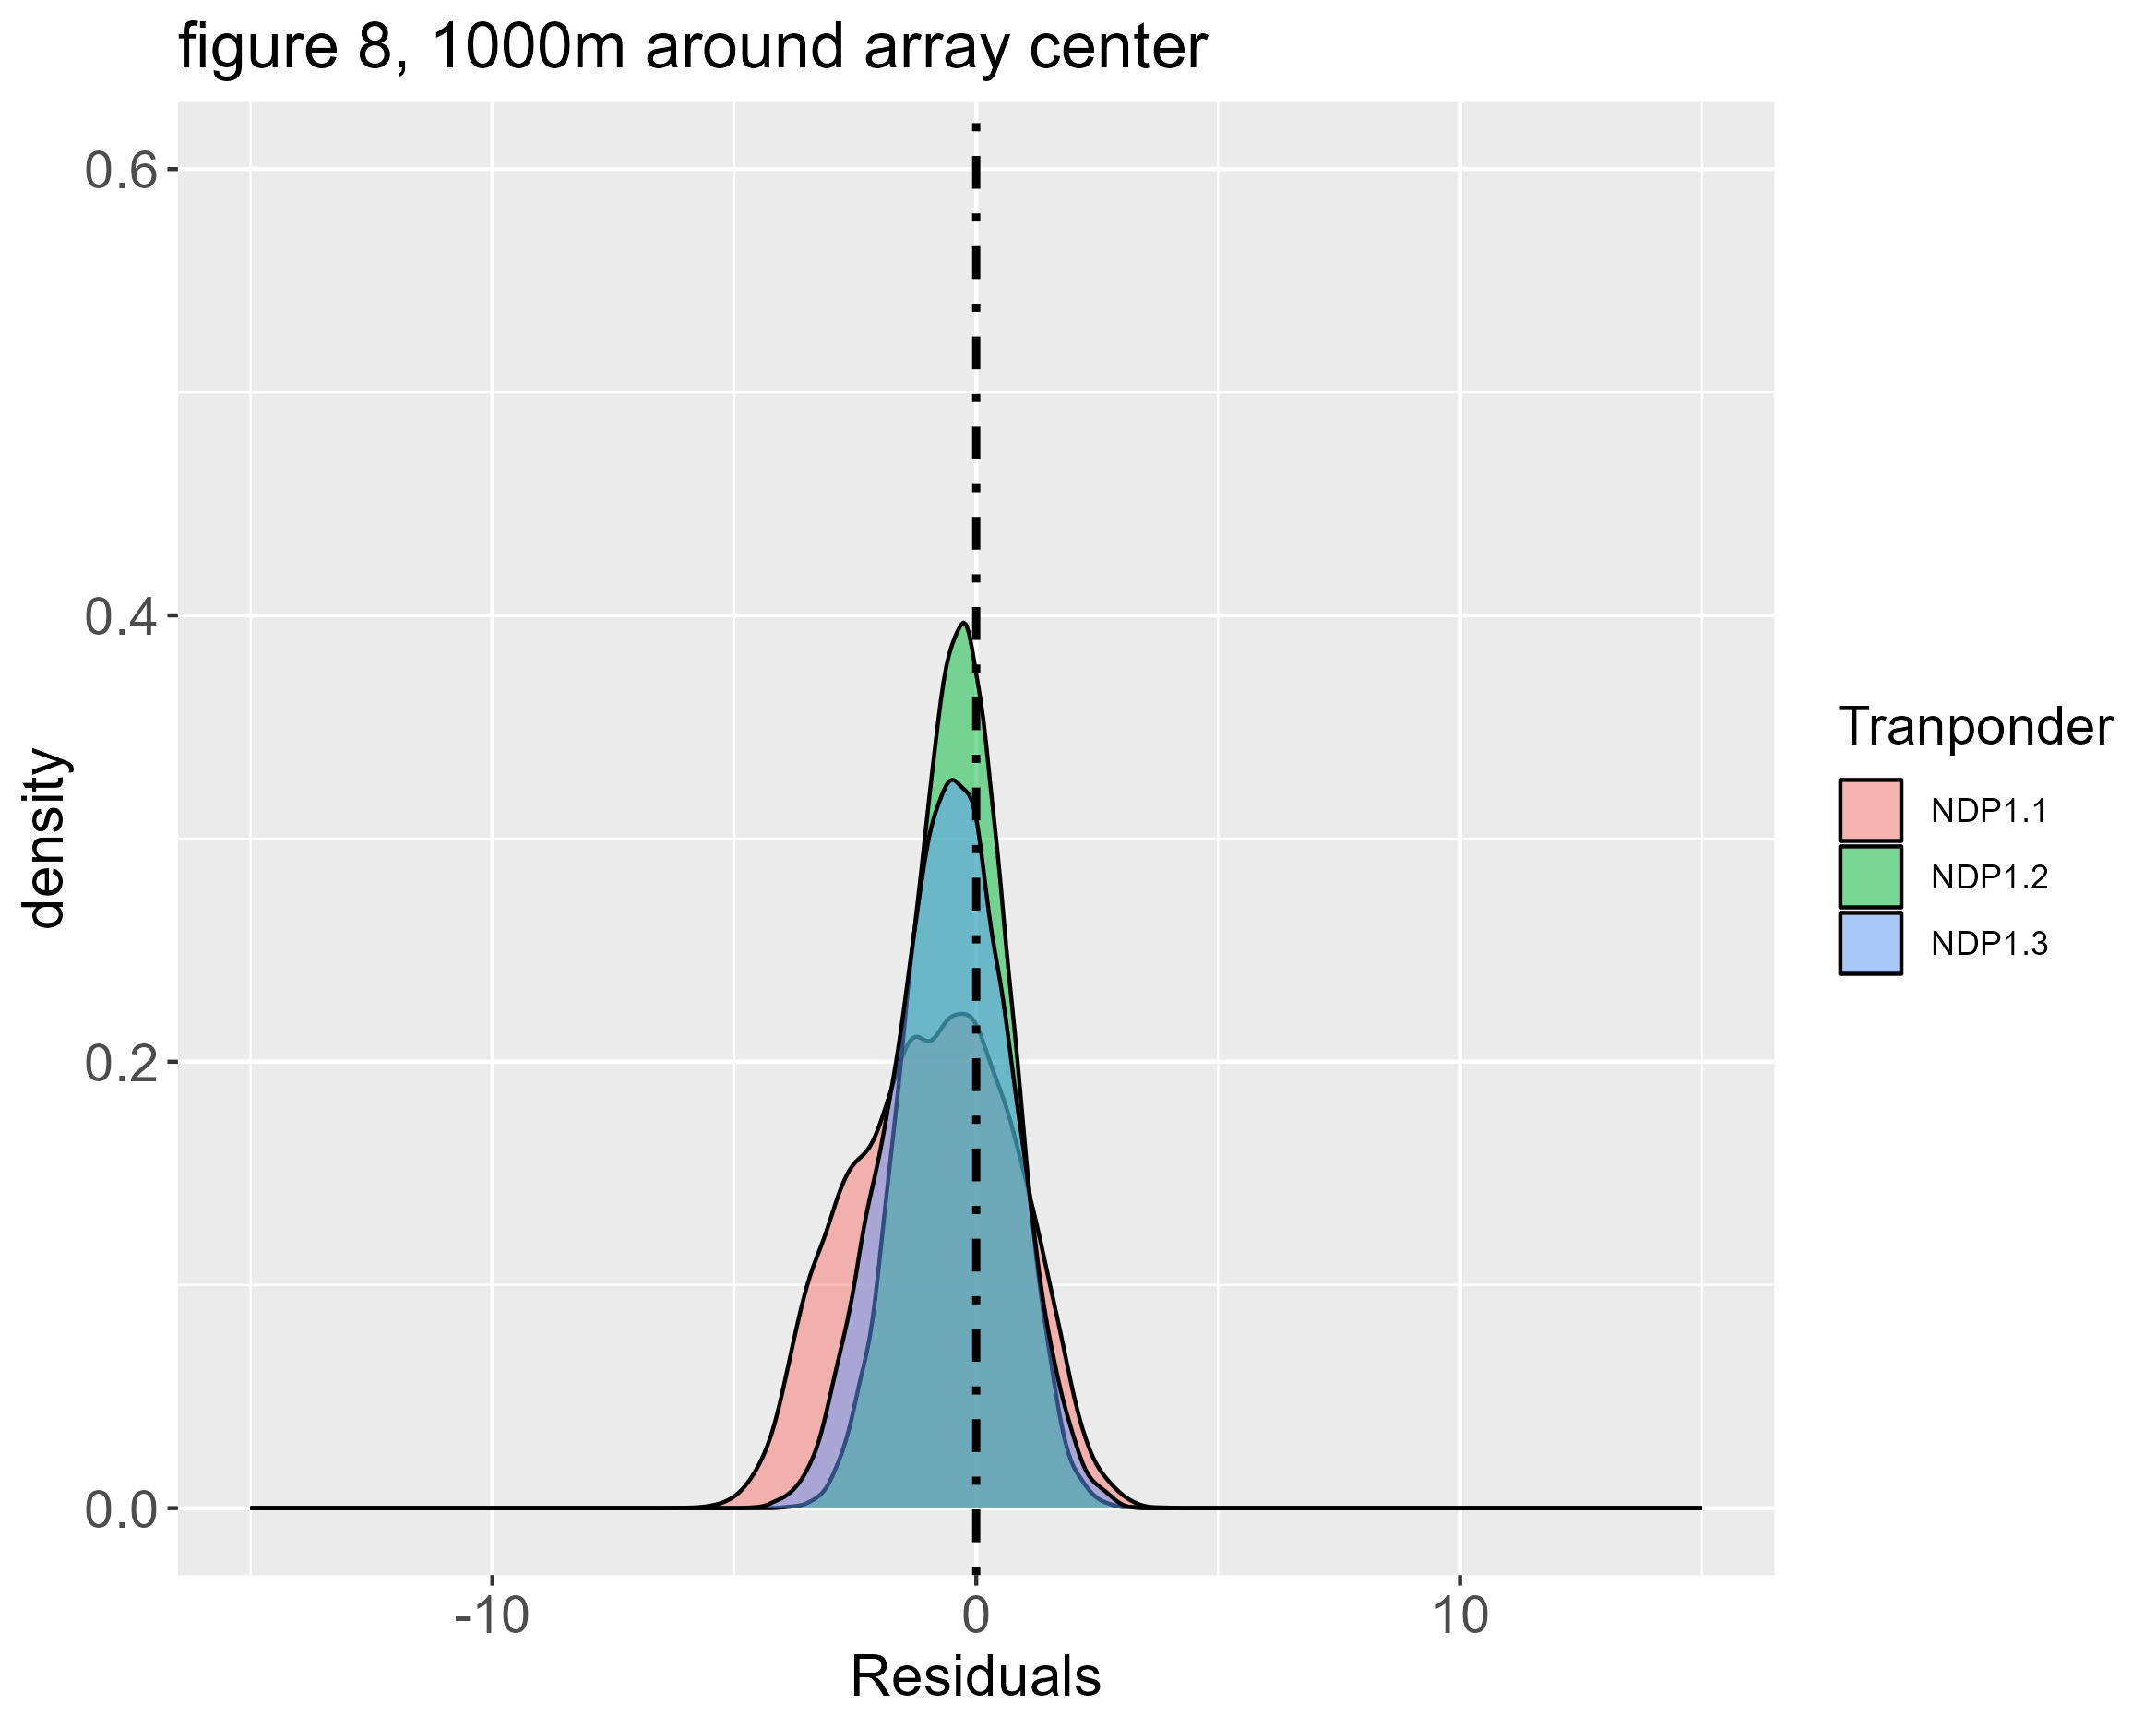 figure 8, 1000m around array center
0.6
0.4
0.2
0.0
density
-10 0 10
Residuals
Tranponder
NDP1.1
NDP1.2
NDP1.3